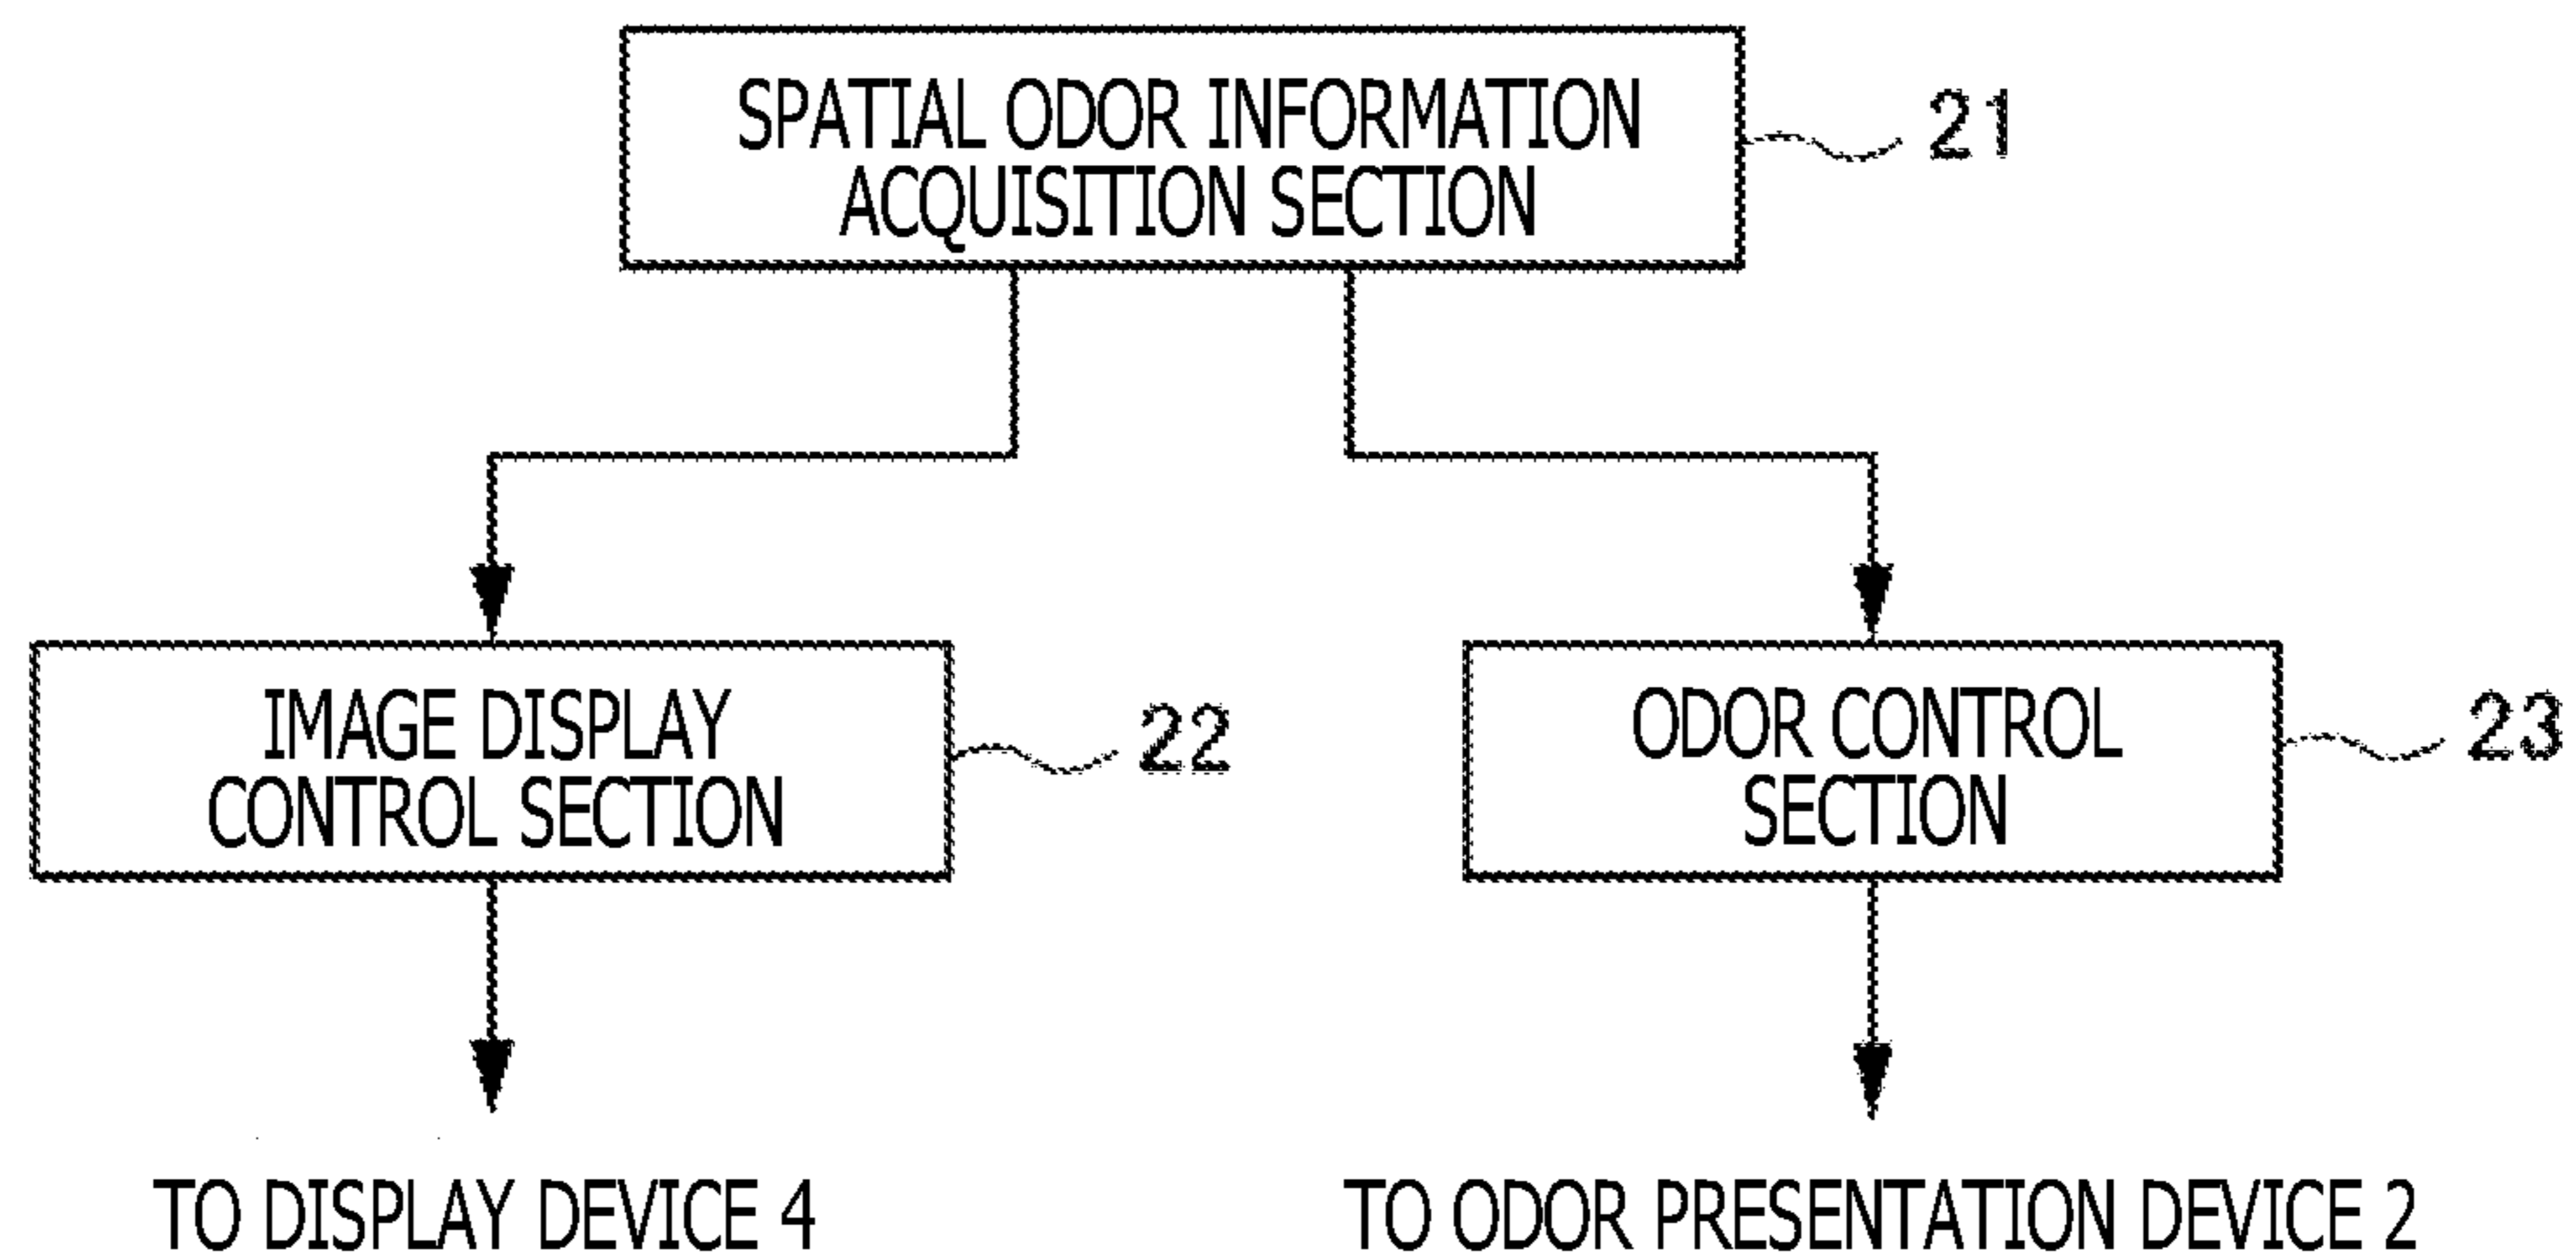 SPATIAL ODOR INFORMATION
ACQUISITION SECTION
21
IMAGE DISPLAY
CONTROL SECTION
22
ODOR CONTROL
SECTION
23
TO DISPLAY DEVICE 4
TO ODOR PRESENTATION DEVICE 2